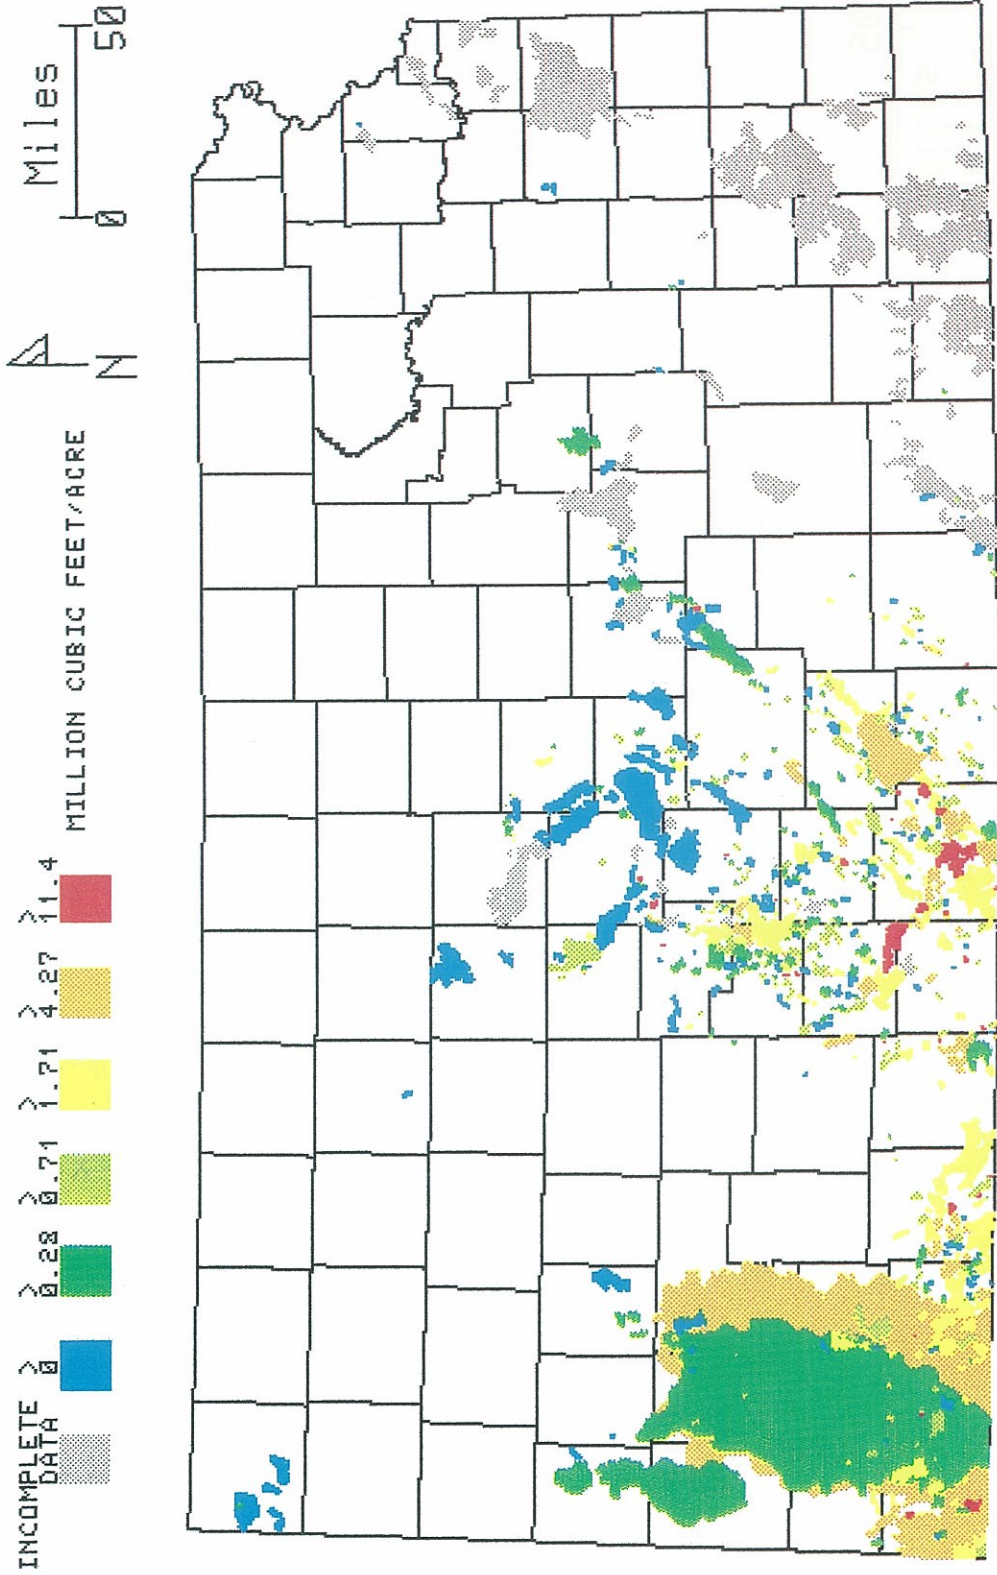 INCOMPLETE
DATA
>
0
>
0.28
>
0.71
>
1.71
>
4.27
>
11.4
MILLION CUBIC FEET/ACRE
N
Miles
0
50